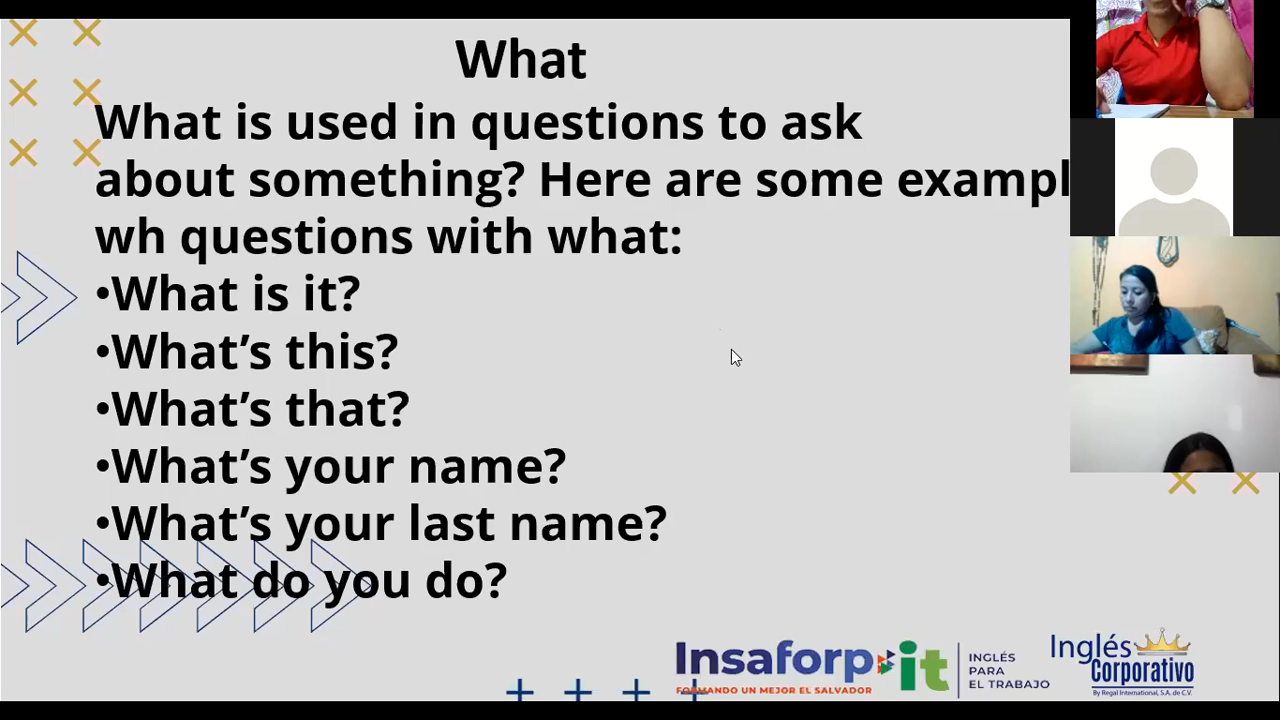 What
What is used in questions to ask
about something? Here are some exampl
wh questions with what:
•What is it?
•What's this?
•What's that?
•What's your name?
•What's your last name?
•What do you do?
Insaforp
FORMANDO UN MEJOR EL SALVADOR
it
INGLÉS
PARA
EL TRABAJO
Inglés
Corporativo
By Regal International, S.A. de C.V.